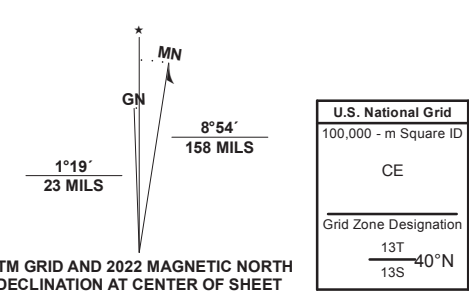 ★
MN
GN
8°54´
158 MILS
1°19´
23 MILS
TM GRID AND 2022 MAGNETIC NORTH
DECLINATION AT CENTER OF SHEET
U.S. National Grid
100,000 - m Square ID
CE
Grid Zone Designation
13T
40°N
13S